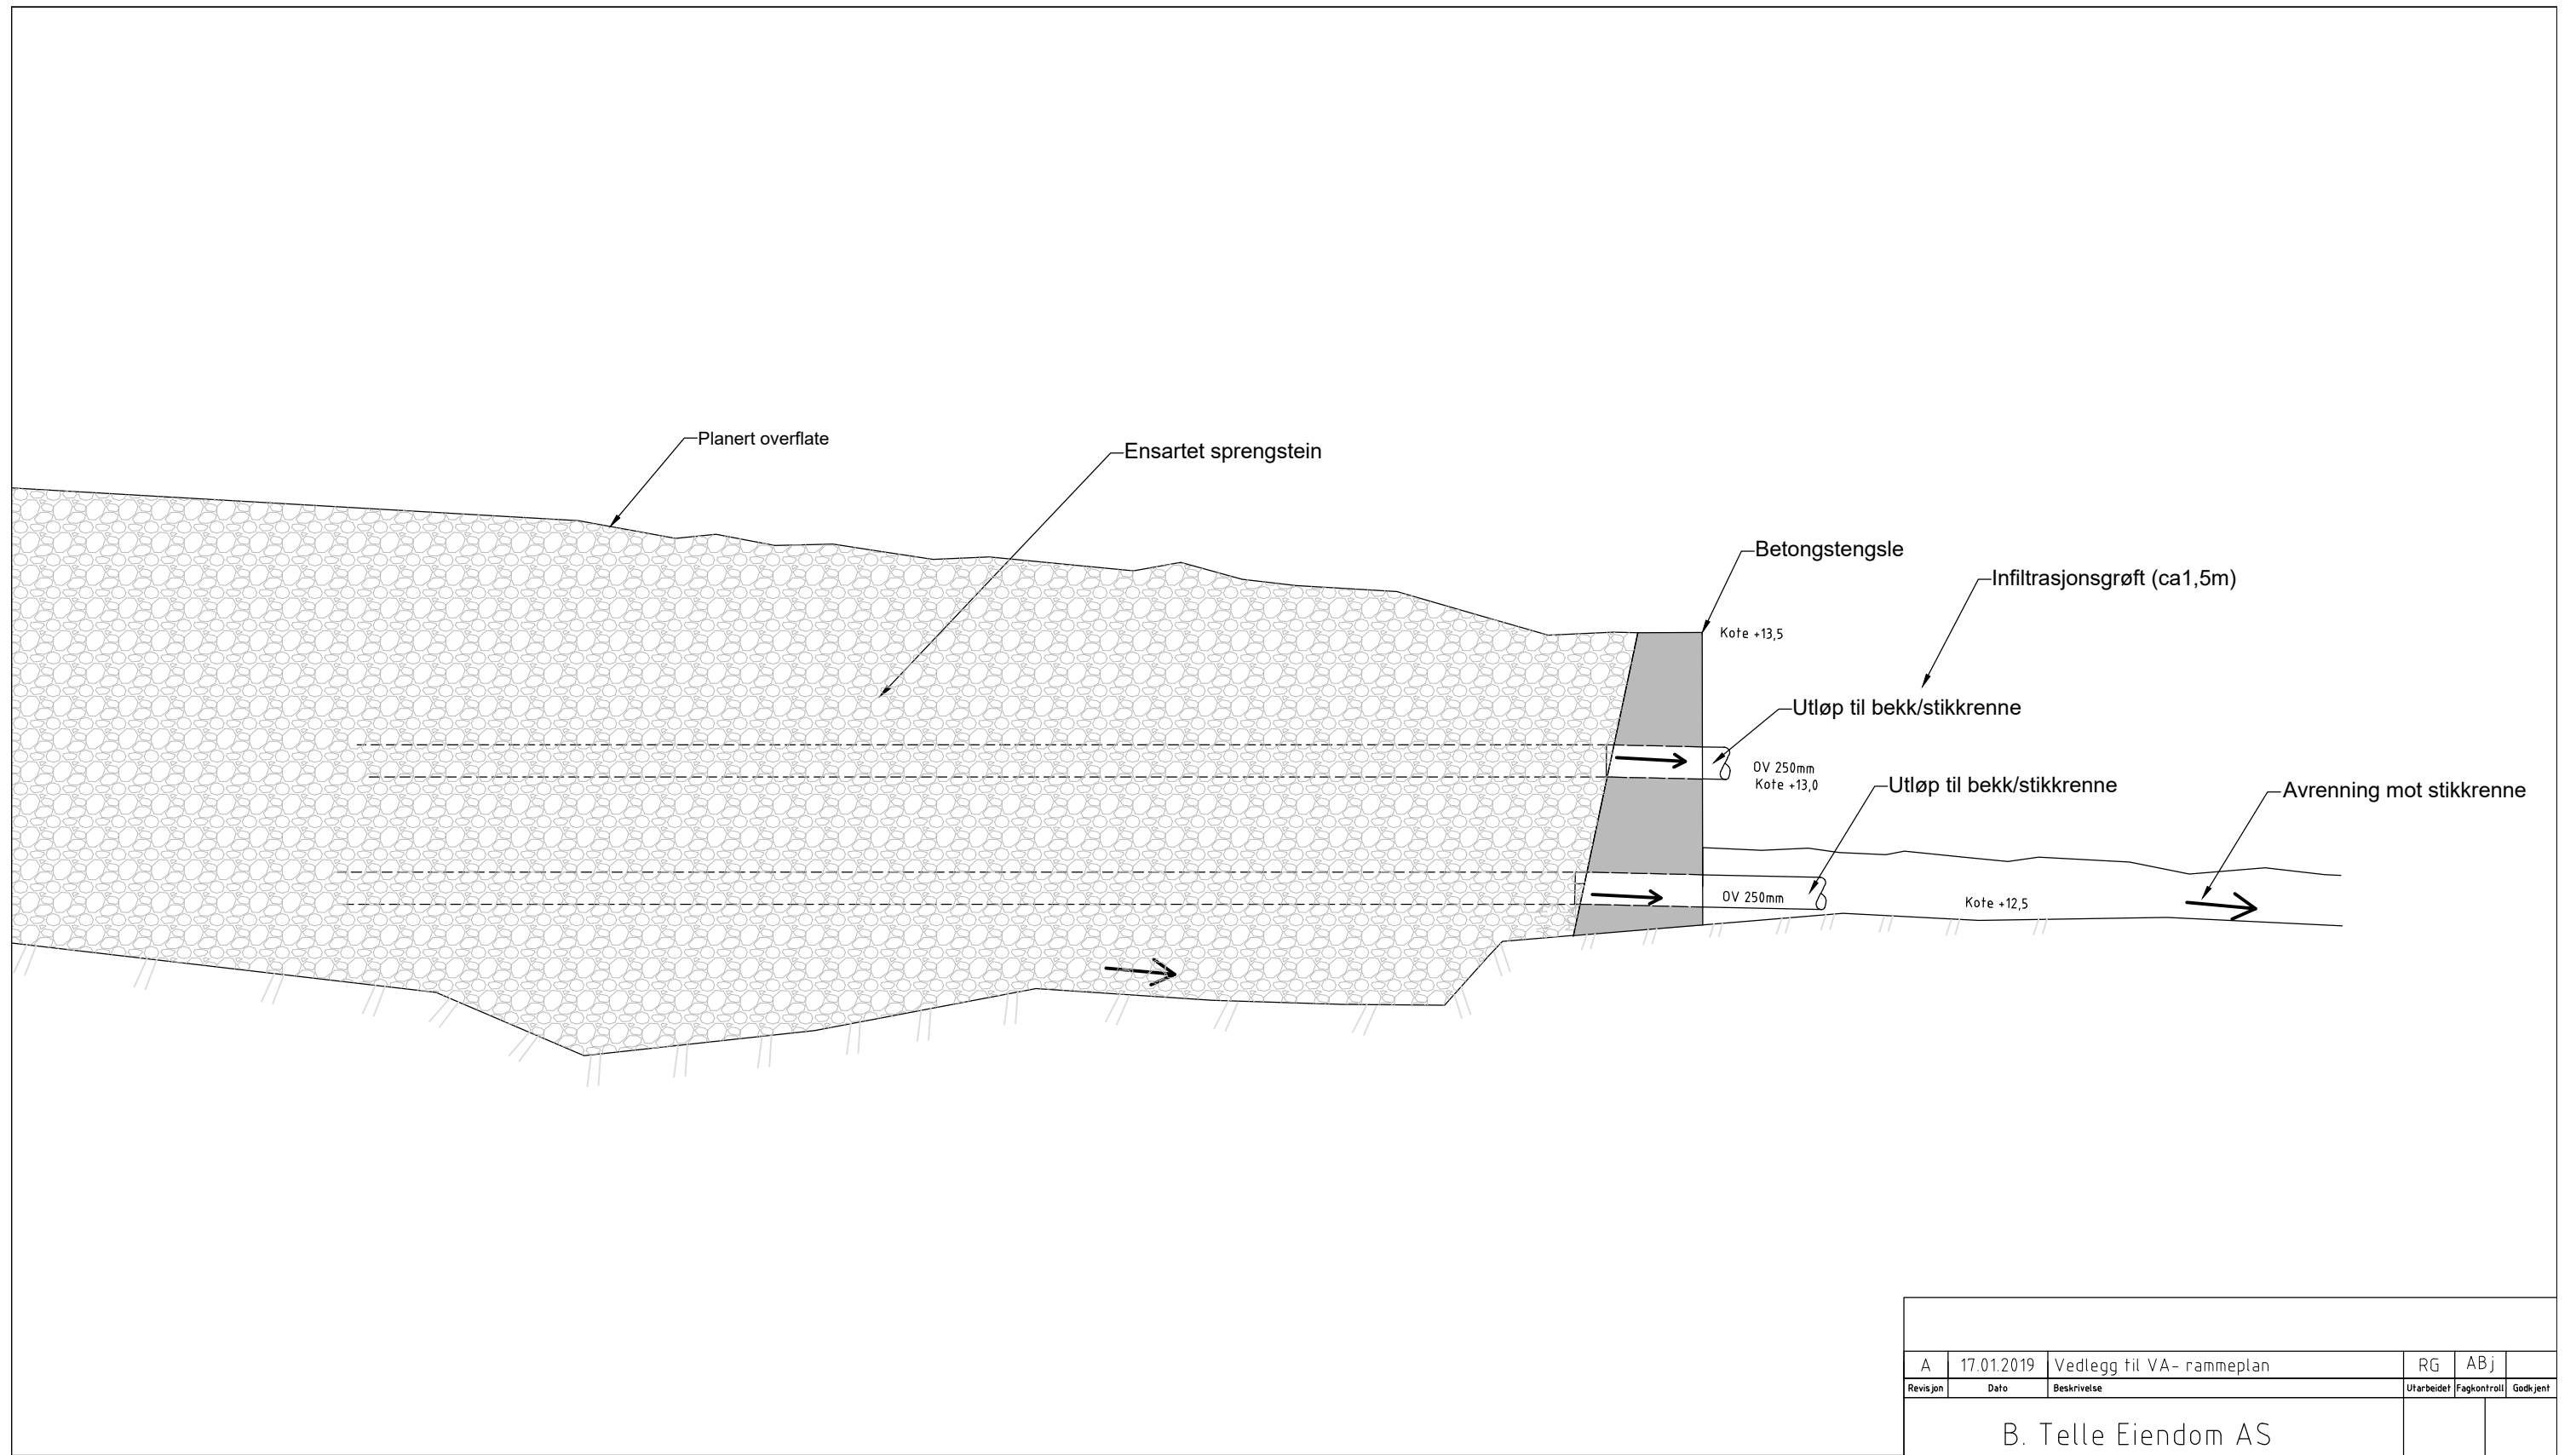 Planert overflate
Ensartet sprengstein
Betongstengsle
Infiltrasjonsgrøft (ca1,5m)
Kote +13,5
Utløp til bekk/stikkrenne
OV 250mm
Kote +13,0
Utløp til bekk/stikkrenne
Avrenning mot stikkrenne
OV 250mm
Kote +12,5
A 17.01.2019 Vedlegg til VA- rammeplan RG ABj
Revisjon Dato Beskrivelse Utarbeidet Fagkontroll Godkjent
B. Telle Eiendom AS